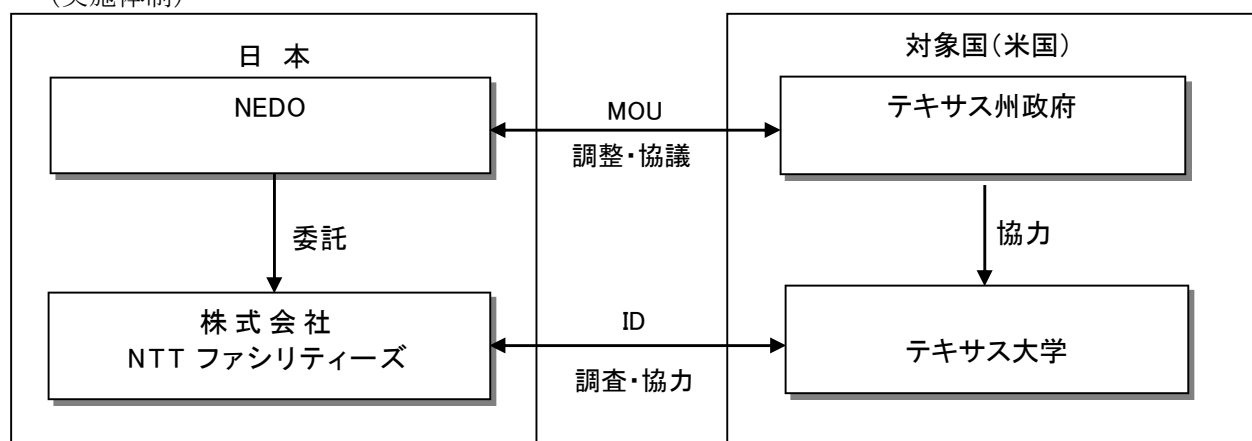 (実施体制)
日 本
対象国(米国)
NEDO
MOU
調整・協議
テキサス州政府
委託
協力
株 式 会 社
NTT ファシリティーズ
ID
調査・協力
テキサス大学